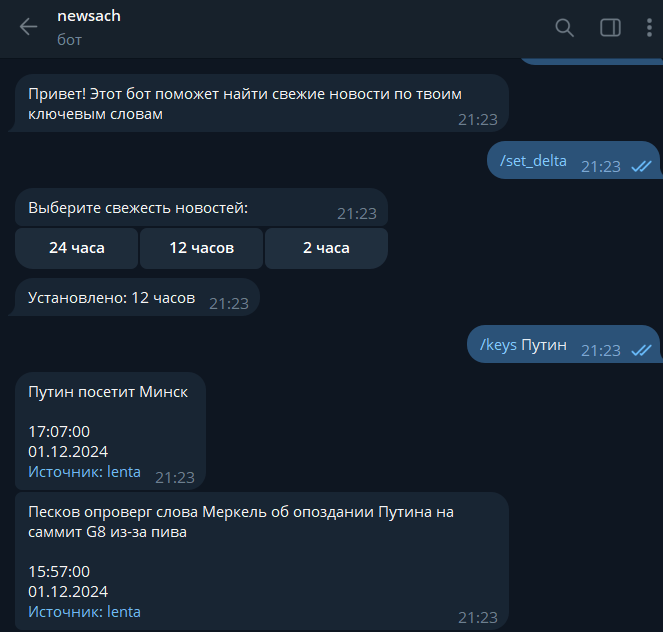 newsach
бот
Привет! Этот бот поможет найти свежие новости по твоим
ключевым словам
21:23
/set_delta 21:23
Выберите свежесть новостей: 21:23
24 часа 12 часов 2 часа
Установлено: 12 часов 21:23
/keys Путин 21:23
Путин посетит Минск
17:07:00
01.12.2024
Источник: lenta 21:23
Песков опроверг слова Меркель об опоздании Путина на
саммит G8 из-за пива
15:57:00
01.12.2024
Источник: lenta 21:23